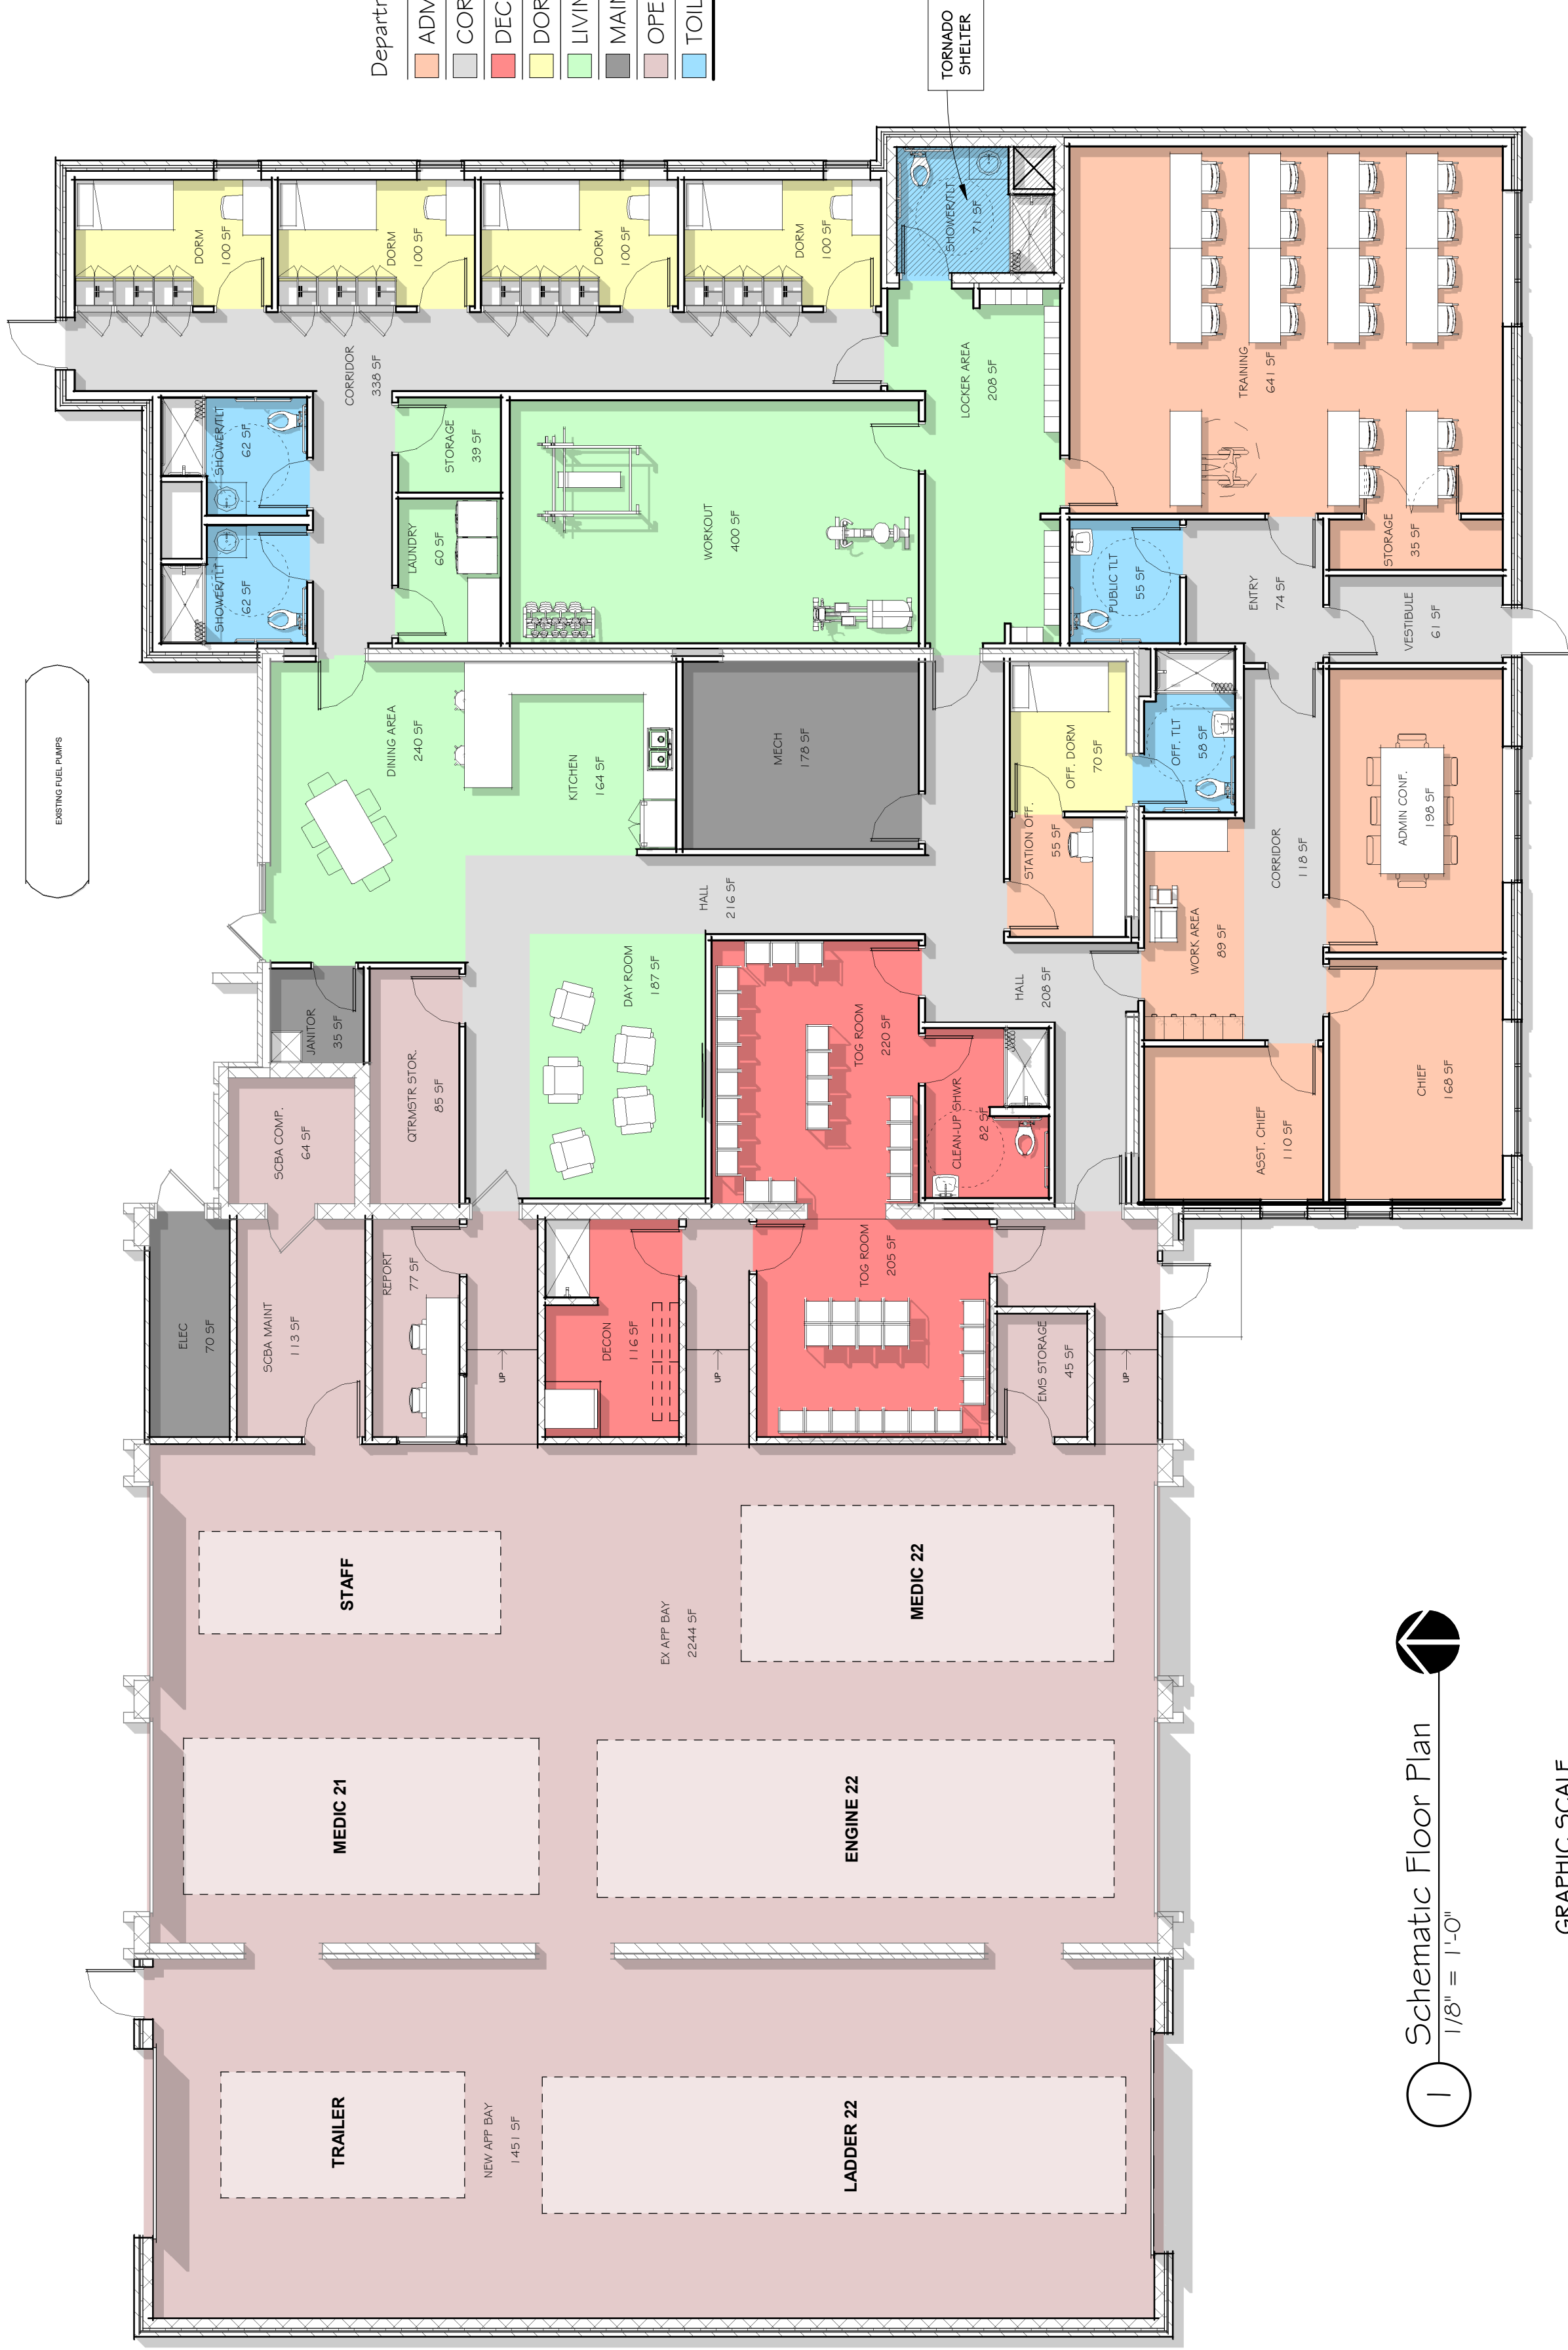 Departm
ADM
COR
DEC
DOR
LIVIN
MAIN
OPE
TOIL
TORNADO
SHELTER
EXISTING FUEL PUMPS
DORM
100 SF
DORM
100 SF
DORM
100 SF
DORM
100 SF
SHOWER/TLT
71 SF
CORRIDOR
338 SF
SHOWER/TLT
62 SF
SHOWER/TLT
62 SF
STORAGE
39 SF
LAUNDRY
60 SF
WORKOUT
400 SF
LOCKER AREA
208 SF
TRAINING
641 SF
STORAGE
35 SF
PUBLIC TLT
55 SF
ENTRY
74 SF
VESTIBULE
61 SF
DINING AREA
240 SF
KITCHEN
164 SF
MECH
178 SF
OFF. DORM
70 SF
OFF. TLT
58 SF
STATION OFF.
55 SF
ADMIN CONF.
198 SF
CORRIDOR
118 SF
WORK AREA
89 SF
HALL
216 SF
HALL
208 SF
DAY ROOM
187 SF
JANITOR
35 SF
QTRMSTR STOR.
85 SF
SCBA COMP.
64 SF
TOG ROOM
220 SF
CLEAN-UP SHWR
82 SF
ASST. CHIEF
110 SF
CHIEF
168 SF
ELEC
70 SF
SCBA MAINT
113 SF
REPORT
77 SF
UP
DECON
116 SF
UP
TOG ROOM
205 SF
EMS STORAGE
45 SF
UP
STAFF
MEDIC 22
EX APP BAY
2244 SF
MEDIC 21
ENGINE 22
TRAILER
NEW APP BAY
1451 SF
LADDER 22
1
Schematic Floor Plan
1/8" = 1'-0"
GRAPHIC SCALE